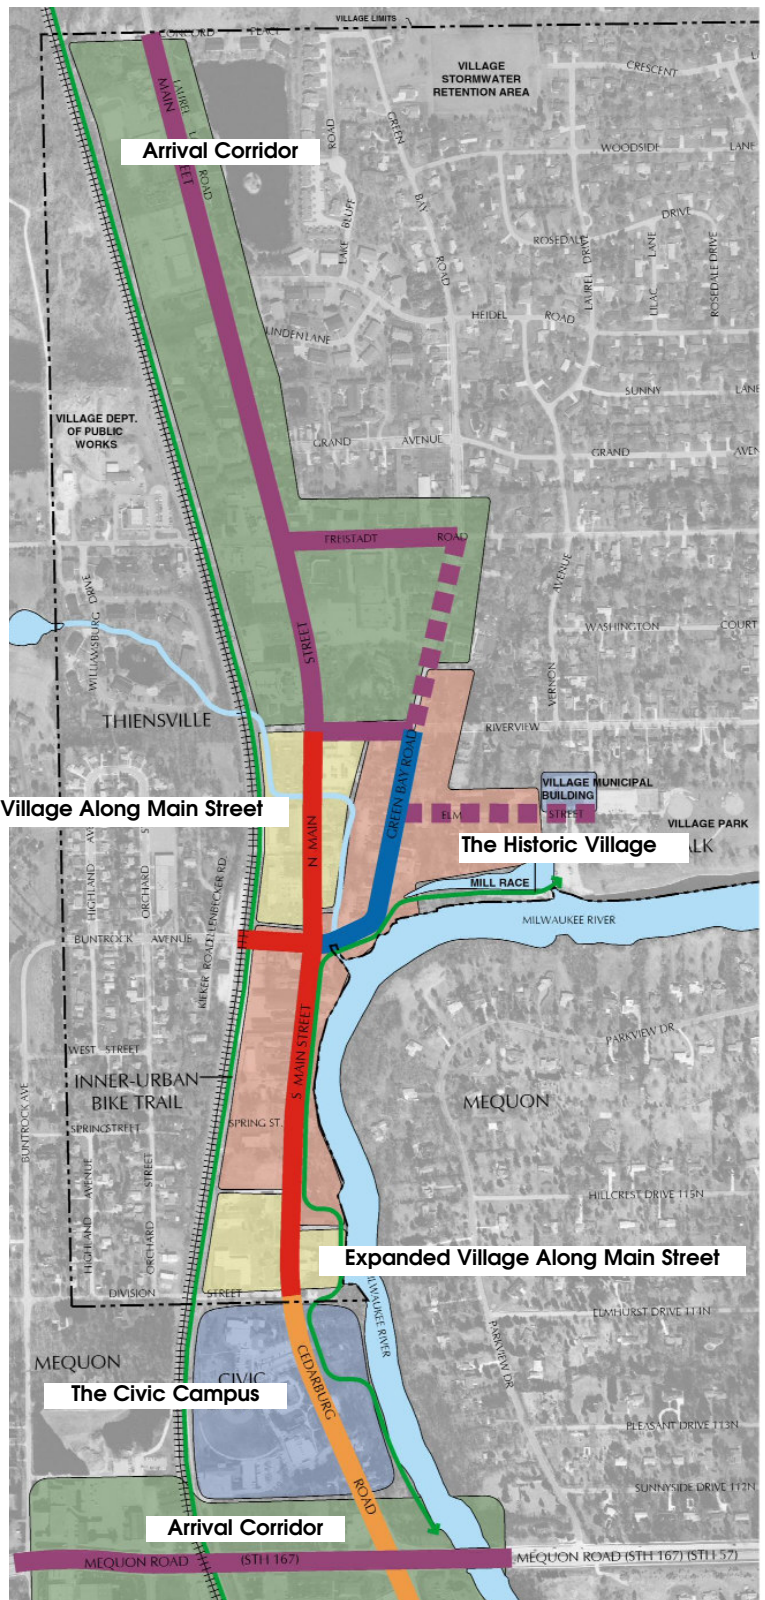 VILLAGE LIMITS
CONCORD PLACE
VILLAGE
STORMWATER
RETENTION AREA
CRESCENT
MAIN
STREET
LAUREL
ROAD
ROAD
GREEN
BAY
ROAD
WOODSIDE LANE
Arrival Corridor
LAKE BLUFF
DRIVE
ROSEDALE
LAUREL DRIVE
LILAC LANE
ROSEDALE DRIVE
HEIDEL ROAD
LINDEN LANE
SUNNY LANE
VILLAGE DEPT.
OF PUBLIC
WORKS
GRAND AVENUE
GRAND AVEN
FREISTADT ROAD
AVENUE
VERNON
WILLIAMSBURG DRIVE
STREET
WASHINGTON COURT
THIENSVILLE
RIVERVIEW
GREEN BAY ROAD
N MAIN
VILLAGE MUNICIPAL
BUILDING
Village Along Main Street
ELM STREET
VILLAGE PARK
The Historic Village
ALK
MILL RACE
MILWAUKEE RIVER
HIGHLAND AV
ORCHARD S
KIEKER ROAD
ELLENBECKER RD.
BUNTROCK AVENUE
PARKVIEW DR
S MAIN STREET
WEST STREET
INNER-URBAN
BIKE TRAIL
MEQUON
BUNTROCK AVE
SPRING STREET
SPRING ST.
HIGHLAND AVENUE
ORCHARD STREET
HILLCREST DRIVE 115N
Expanded Village Along Main Street
DIVISION STREET
MILWAUKEE RIVER
ELMHURST DRIVE 114N
PARKVIEW DR
MEQUON
CIVIC
The Civic Campus
CEDARBURG
ROAD
PLEASANT DRIVE 113N
SUNNYSIDE DRIVE 112N
Arrival Corridor
MEQUON ROAD (STH 167)
MEQUON ROAD (STH 167) (STH 57)